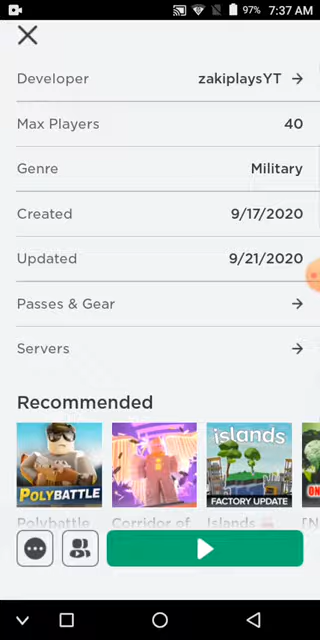 97% 7:37 AM
Developer zakiplaysYT
Max Players 40
Genre Military
Created 9/17/2020
Updated 9/21/2020
Passes & Gear
Servers
Recommended
POLYBATTLE
islands
FACTORY UPDATE
ON
Polybattle Corridor of Islands [N